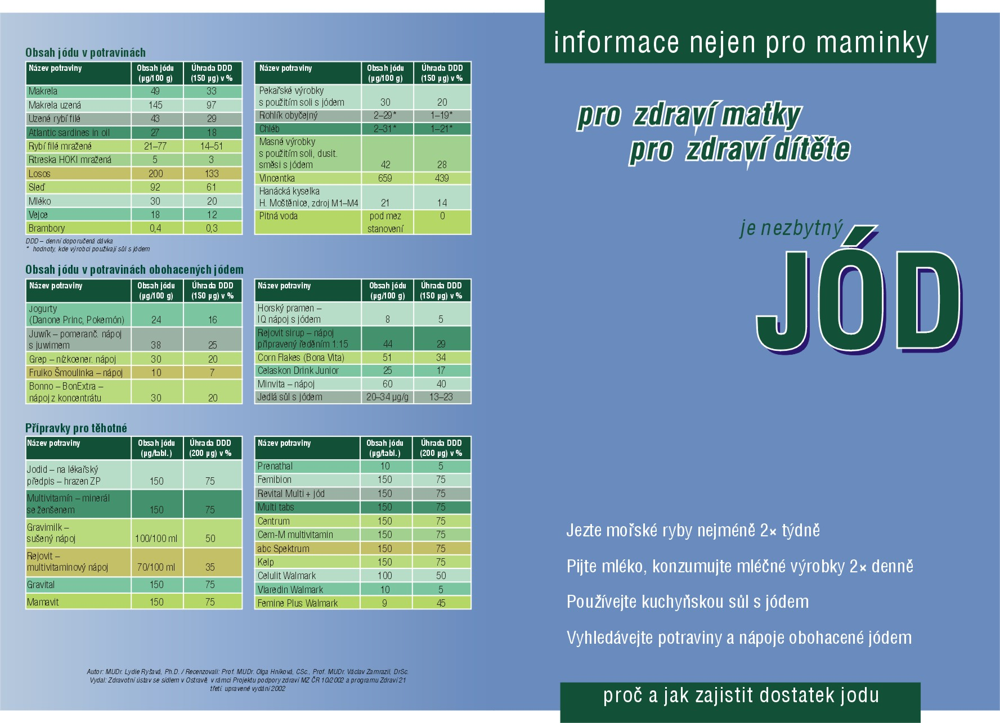 Obsah jódu v potravinách
Název potraviny Obsah jódu Úhrada DDD
(µg/100 g) (150 µg) v %
Makrela 49 33
Makrela uzená 145 97
Uzené rybí filé 43 29
Atlantic sardines in oil 27 18
Rybí filé mražené 21–77 14–51
Rtreska HOKI mražená 5 3
Losos 200 133
Sleď 92 61
Mléko 30 20
Vejce 18 12
Brambory 0,4 0,3
DDD – denní doporučená dávka
* hodnoty, kde výrobci používají sůl s jódem
Název potraviny Obsah jódu Úhrada DDD
(µg/100 g) (150 µg) v %
Pekařské výrobky
s použitím soli s jódem 30 20
Rohlík obyčejný 2–29* 1–19*
Chléb 2–31* 1–21*
Masné výrobky
s použitím soli, dusit.
směsi s jódem 42 28
Vincentka 659 439
Hanácká kyselka
H. Moštěnice, zdroj M1–M4 21 14
Pitná voda pod mez 0
stanovení
Obsah jódu v potravinách obohacených jódem
Název potraviny Obsah jódu Úhrada DDD
(µg/100 g) (150 µg) v %
Jogurty
(Danone Princ, Pokemón) 24 16
Juwík – pomeranč. nápoj
s juwimem 38 25
Grep – nízkoener. nápoj 30 20
Fruiko Šmoulinka – nápoj 10 7
Bonno – BonExtra –
nápoj z koncentrátu 30 20
Název potraviny Obsah jódu Úhrada DDD
(µg/100 g) (150 µg) v %
Horský pramen –
IQ nápoj s jódem 8 5
Rejovit sirup – nápoj
připravený ředěním 1:15 44 29
Corn Flakes (Bona Vita) 51 34
Celaskon Drink Junior 25 17
Minvita – nápoj 60 40
Jedlá sůl s jódem 20–34 µg/g 13–23
Přípravky pro těhotné
Název potraviny Obsah jódu Úhrada DDD
(µg/tabl.) (200 µg) v %
Jodid – na lékařský
předpis – hrazen ZP 150 75
Multivitamín – minerál
se ženšenem 150 75
Gravimilk –
sušený nápoj 100/100 ml 50
Rejovit –
multivitaminový nápoj 70/100 ml 35
Gravital 150 75
Mamavit 150 75
Název potraviny Obsah jódu Úhrada DDD
(µg/tabl.) (200 µg) v %
Prenathal 10 5
Femibion 150 75
Revital Multi + jód 150 75
Multi tabs 150 75
Centrum 150 75
Cem-M multivitamin 150 75
abc Spektrum 150 75
Kelp 150 75
Celulit Walmark 100 50
Viaredin Walmark 10 5
Femine Plus Walmark 9 45
Autor: MUDr. Lydie Ryšavá, Ph.D. / Recenzovali: Prof. MUDr. Olga Hníková, CSc., Prof. MUDr. Václav Zamrazil, DrSc.
Vydal: Zdravotní ústav se sídlem v Ostravě, v rámci Projektu podpory zdraví MZ ČR 10/2002 a programu Zdraví 21
třetí, upravené vydání 2002
informace nejen pro maminky
pro zdraví matky
pro zdraví dítěte
je nezbytný
JÓD
Jezte mořské ryby nejméně 2× týdně
Pijte mléko, konzumujte mléčné výrobky 2× denně
Používejte kuchyňskou sůl s jódem
Vyhledávejte potraviny a nápoje obohacené jódem
proč a jak zajistit dostatek jodu